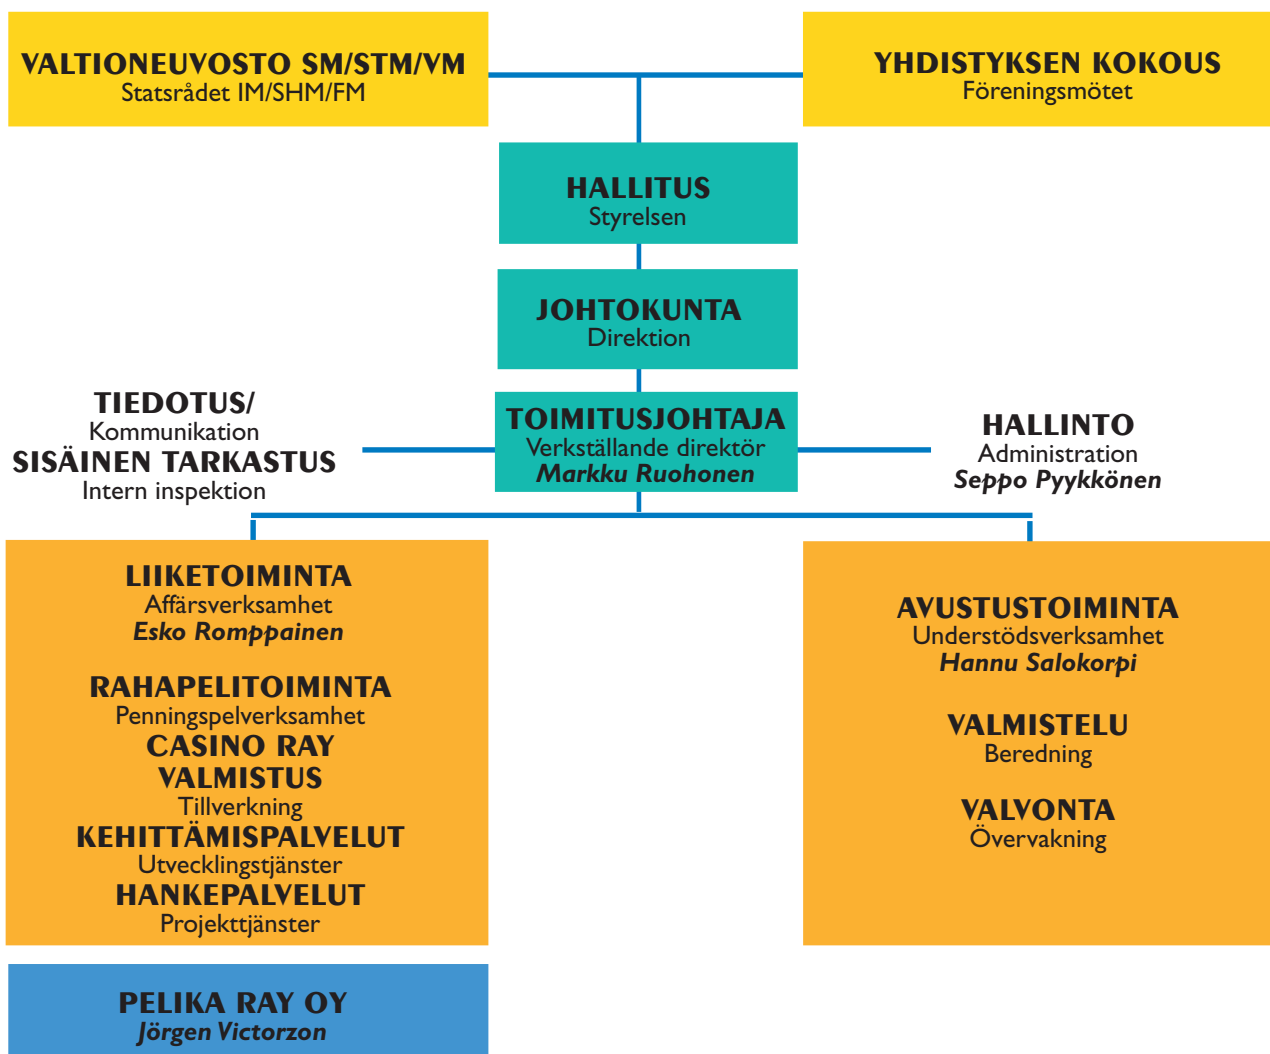 VALTIONEUVOSTO SM/STM/VM
Statsrådet IM/SHM/FM
YHDISTYKSEN KOKOUS
Föreningsmötet
HALLITUS
Styrelsen
JOHTOKUNTA
Direktion
TIEDOTUS/
Kommunikation
SISÄINEN TARKASTUS
Intern inspektion
TOIMITUSJOHTAJA
Verkställande direktör
Markku Ruohonen
HALLINTO
Administration
Seppo Pyykkönen
LIIKETOIMINTA
Affärsverksamhet
Esko Romppainen
RAHAPELITOIMINTA
Penningspelverksamhet
CASINO RAY
VALMISTUS
Tillverkning
KEHITTÄMISPALVELUT
Utvecklingstjänster
HANKEPALVELUT
Projekttjänster
AVUSTUSTOIMINTA
Understödsverksamhet
Hannu Salokorpi
VALMISTELU
Beredning
VALVONTA
Övervakning
PELIKA RAY OY
Jörgen Victorzon